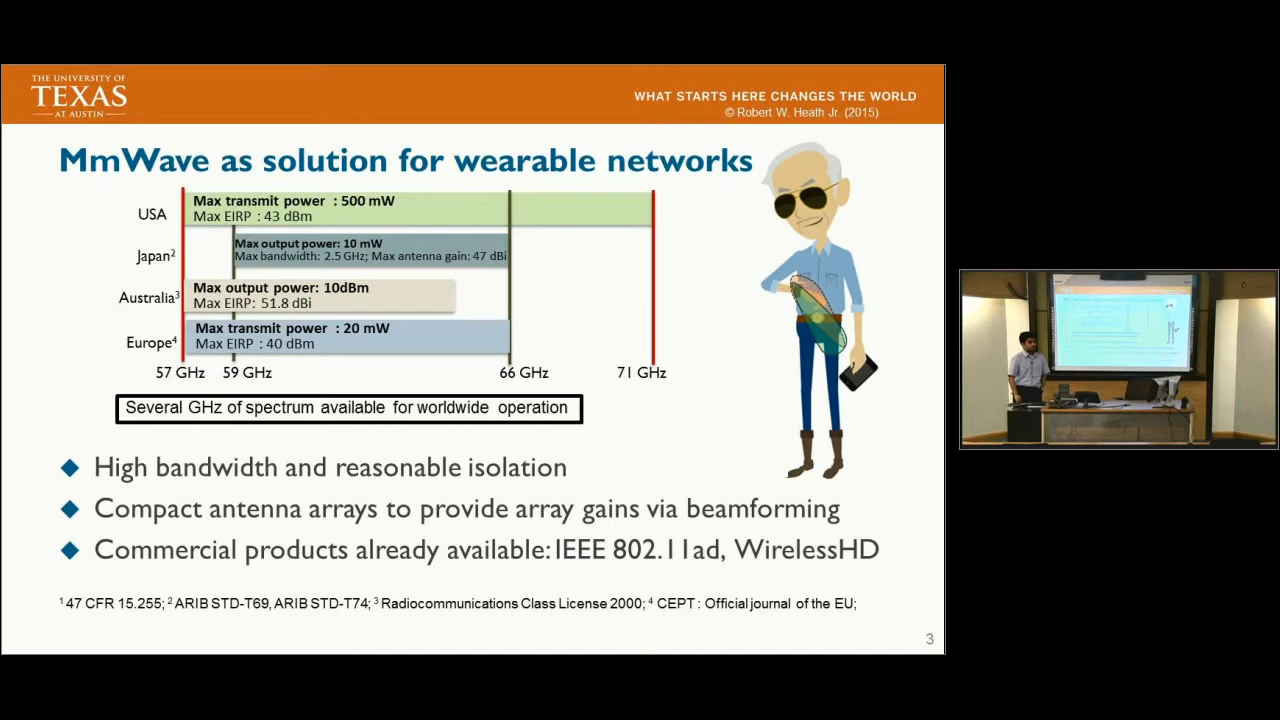 THE UNIVERSITY OF
TEXAS
AT AUSTIN
WHAT STARTS HERE CHANGES THE WORLD
© Robert W. Heath Jr. (2015)
MmWave as solution for wearable networks
USA
Max transmit power : 500 mW
Max EIRP : 43 dBm
Japan²
Max output power: 10 mW
Max bandwidth: 2.5 GHz; Max antenna gain: 47 dBi
Australia³
Max output power: 10dBm
Max EIRP: 51.8 dBi
Europe⁴
Max transmit power : 20 mW
Max EIRP : 40 dBm
57 GHz 59 GHz 66 GHz 71 GHz
Several GHz of spectrum available for worldwide operation
◆ High bandwidth and reasonable isolation
◆ Compact antenna arrays to provide array gains via beamforming
◆ Commercial products already available: IEEE 802.11ad, WirelessHD
¹ 47 CFR 15.255; ² ARIB STD-T69, ARIB STD-T74; ³ Radiocommunications Class License 2000; ⁴ CEPT : Official journal of the EU;
3